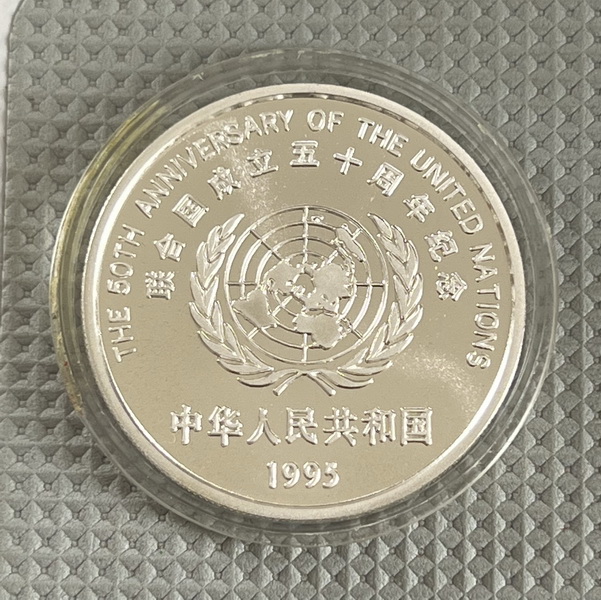 THE 50TH ANNIVERSARY OF THE UNITED NATIONS
联合国成立五十周年纪念
中华人民共和国
1995